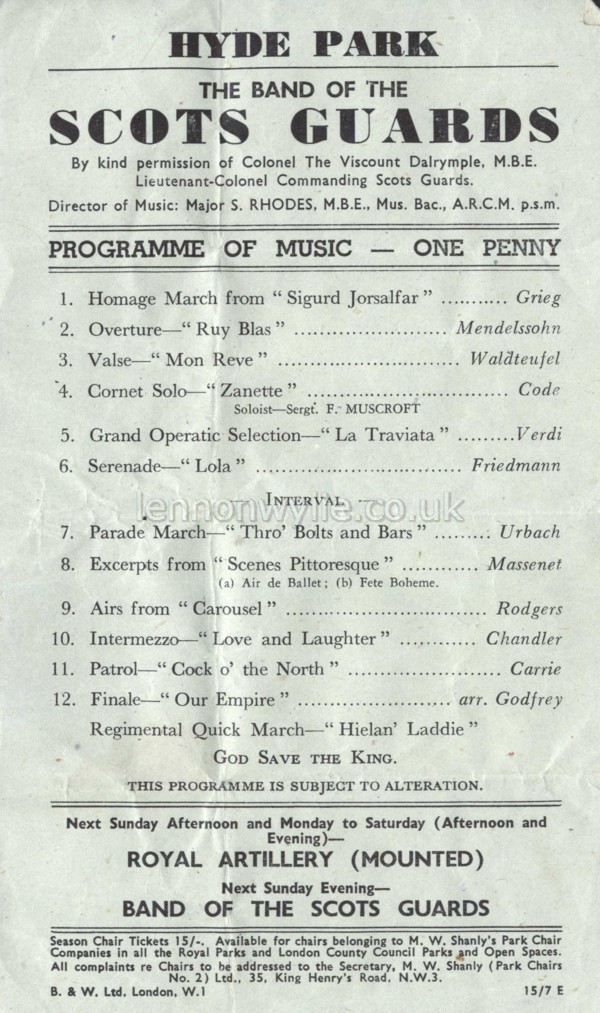 HYDE PARK
THE BAND OF THE
SCOTS GUARDS
By kind permission of Colonel The Viscount Dalrymple, M.B.E.
Lieutenant-Colonel Commanding Scots Guards.
Director of Music: Major S. RHODES, M.B.E., Mus. Bac., A.R.C.M. p.s.m.
PROGRAMME OF MUSIC — ONE PENNY
1. Homage March from "Sigurd Jorsalfar" .......... Grieg
2. Overture—"Ruy Blas" ....................... Mendelssohn
3. Valse—"Mon Reve" ........................... Waldteufel
4. Cornet Solo—"Zanette" .............................. Code
Soloist—Sergt. F. MUSCROFT
5. Grand Operatic Selection—"La Traviata" .........Verdi
6. Serenade—"Lola" ............................... Friedmann
— INTERVAL —
lennonwylie.co.uk
7. Parade March—"Thro' Bolts and Bars" ......... Urbach
8. Excerpts from "Scenes Pittoresque" ............ Massenet
(a) Air de Ballet; (b) Fete Boheme.
9. Airs from "Carousel" ............................... Rodgers
10. Intermezzo—"Love and Laughter" ............ Chandler
11. Patrol—"Cock o' the North" ........................ Carrie
12. Finale—"Our Empire" ....................... arr. Godfrey
Regimental Quick March—"Hielan' Laddie"
GOD SAVE THE KING.
THIS PROGRAMME IS SUBJECT TO ALTERATION.
Next Sunday Afternoon and Monday to Saturday (Afternoon and
Evening)—
ROYAL ARTILLERY (MOUNTED)
Next Sunday Evening—
BAND OF THE SCOTS GUARDS
Season Chair Tickets 15/-. Available for chairs belonging to M. W. Shanly's Park Chair
Companies in all the Royal Parks and London County Council Parks and Open Spaces.
All complaints re Chairs to be addressed to the Secretary, M. W. Shanly (Park Chairs
No. 2) Ltd., 35, King Henry's Road, N.W.3.
B. & W. Ltd. London, W.1 15/7 E